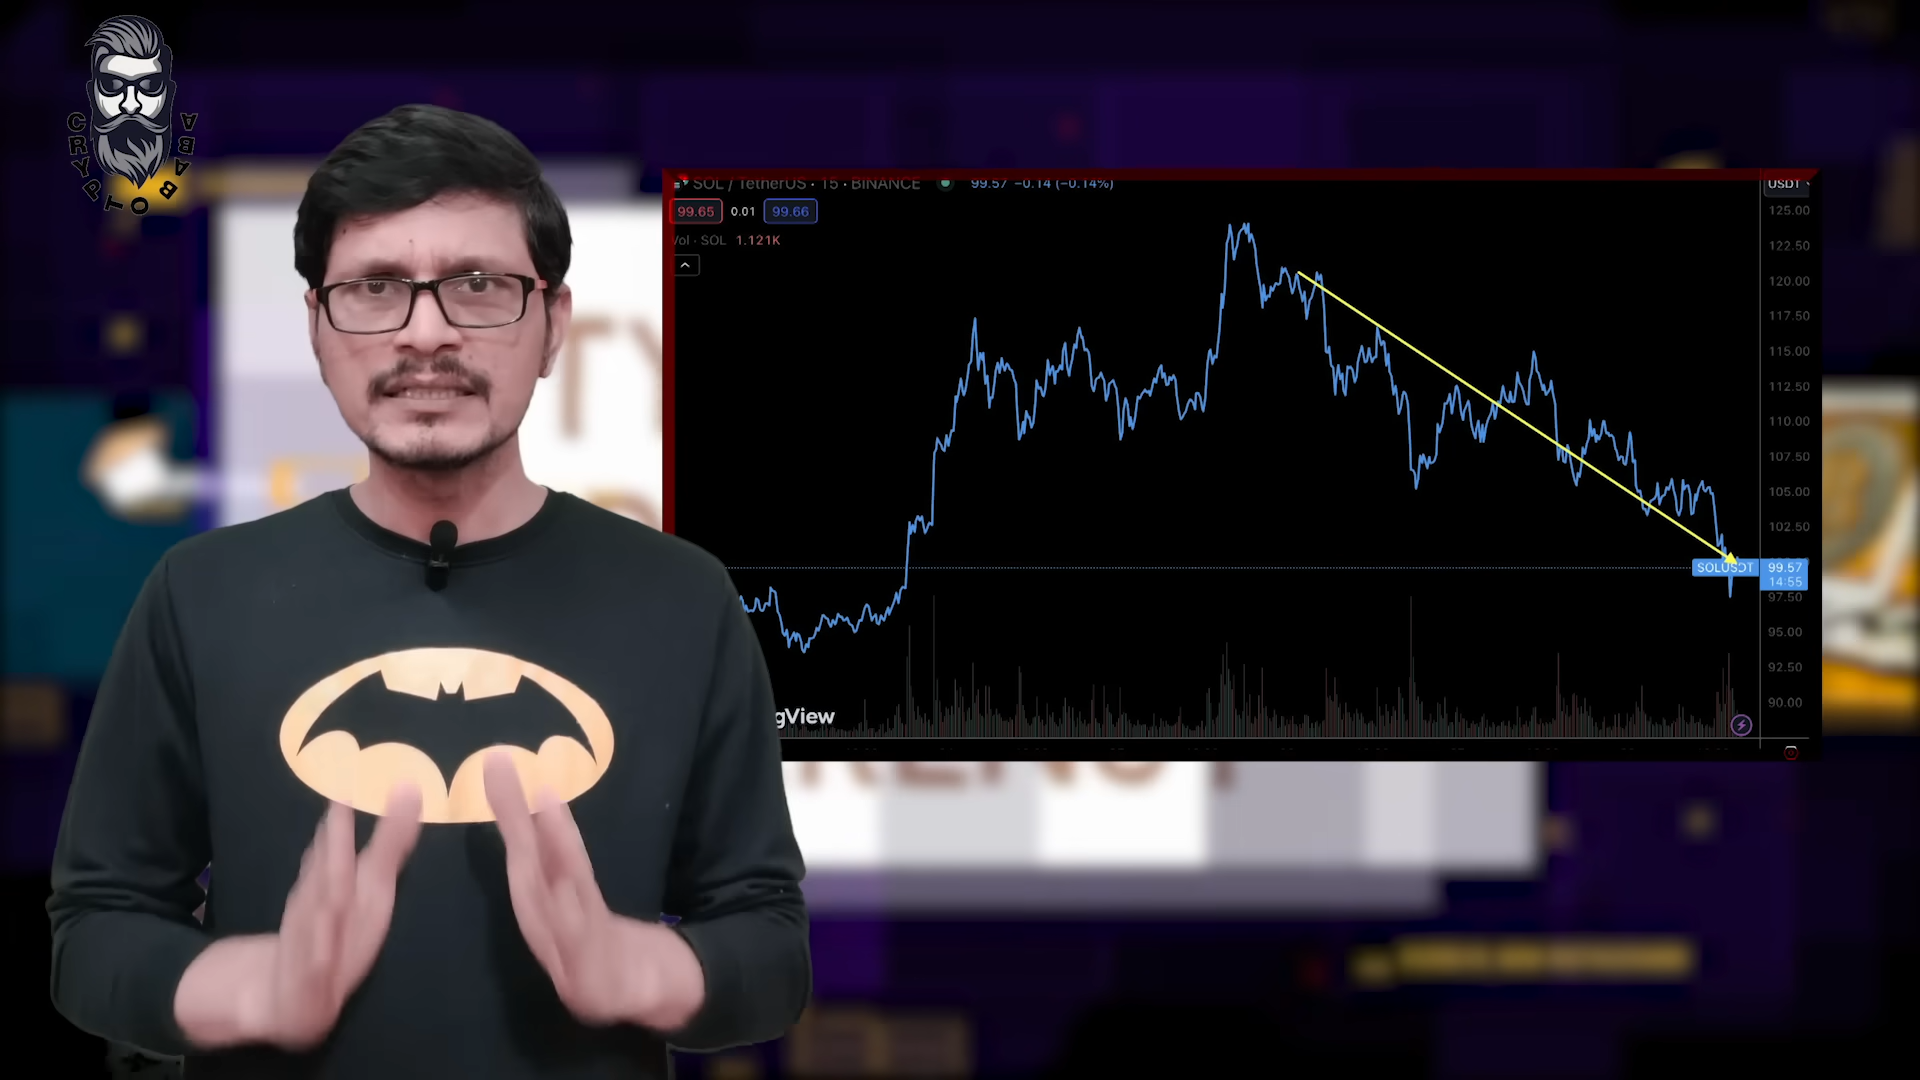 CRYPTO BABA
SOL / TetherUS · 15 · BINANCE 99.57 −0.14 (−0.14%)
USDT
99.65 0.01 99.66
Vol · SOL 1.121K
125.00
122.50
120.00
117.50
115.00
112.50
110.00
107.50
105.00
102.50
SOLUSDT 99.57
14:55
97.50
95.00
92.50
90.00
gView